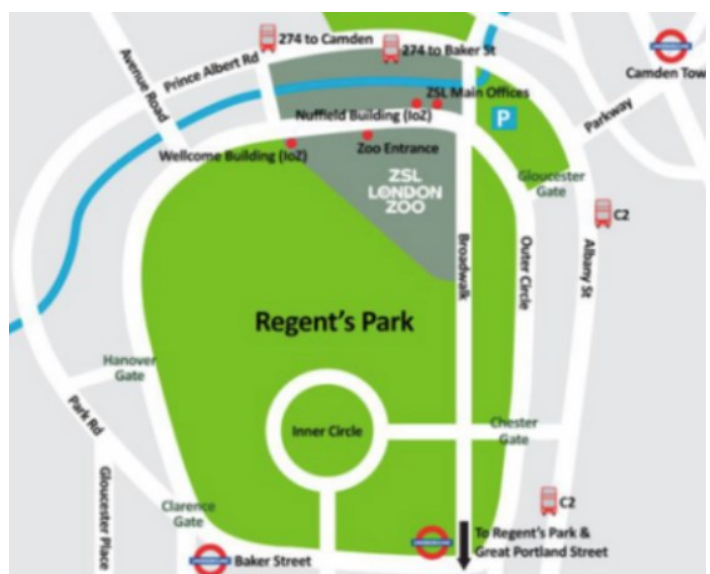 274 to Camden
274 to Baker St
Avenue Road
Prince Albert Rd
Camden Tow
ZSL Main Offices
Nuffield Building (IoZ)
P
Parkway
Wellcome Building (IoZ)
Zoo Entrance
ZSL
LONDON
ZOO
Gloucester
Gate
C2
Broadwalk
Outer Circle
Albany St
Regent's Park
Hanover
Gate
Park Rd
Inner Circle
Chester
Gate
Gloucester Place
Clarence
Gate
C2
To Regent's Park &
Great Portland Street
Baker Street